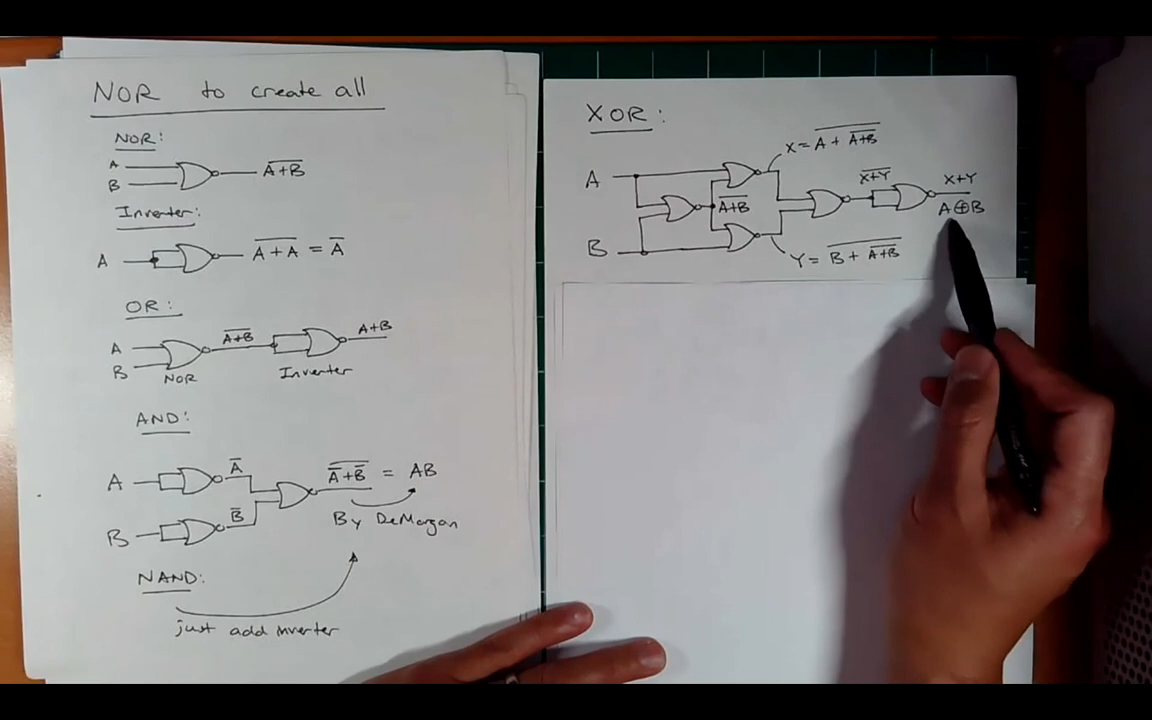 NOR to create all
NOR:
A
B
A̅+̅B̅
Inverter:
A
A̅+̅A̅ = A̅
OR:
A
B
NOR
A̅+̅B̅
Inverter
A+B
AND:
A
A̅
B
B̅
A̅̅+̅B̅̅ = AB
By DeMorgan
NAND:
just add inverter
XOR:
A
B
A̅+̅B̅
X = A̅ ̅+̅ ̅A̅̅+̅̅B̅̅
Y = B̅ ̅+̅ ̅A̅̅+̅̅B̅̅
X̅+̅Y̅
X+Y
A⊕B